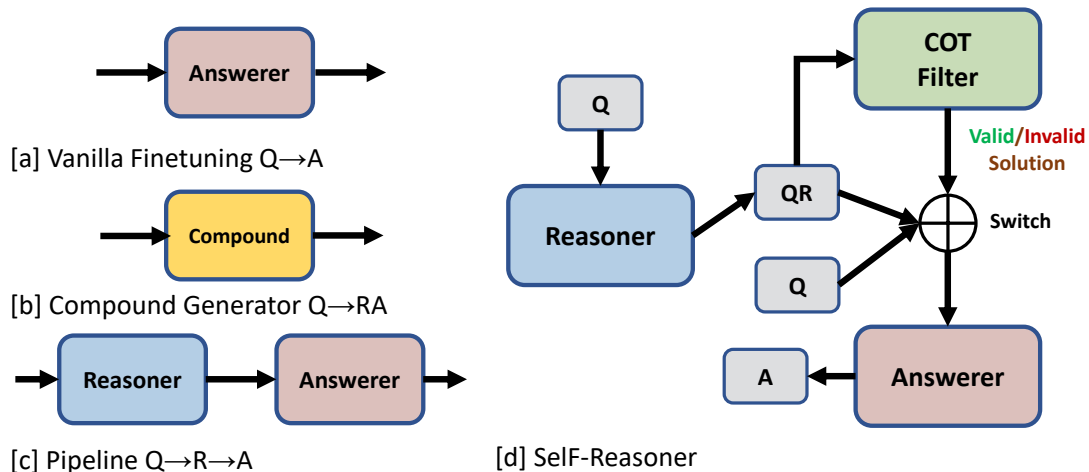 Answerer
[a] Vanilla Finetuning Q→A
Compound
[b] Compound Generator Q→RA
Reasoner
Answerer
[c] Pipeline Q→R→A
Q
Reasoner
QR
Q
COT
Filter
Valid/Invalid
Solution
Switch
Answerer
A
[d] SelF-Reasoner